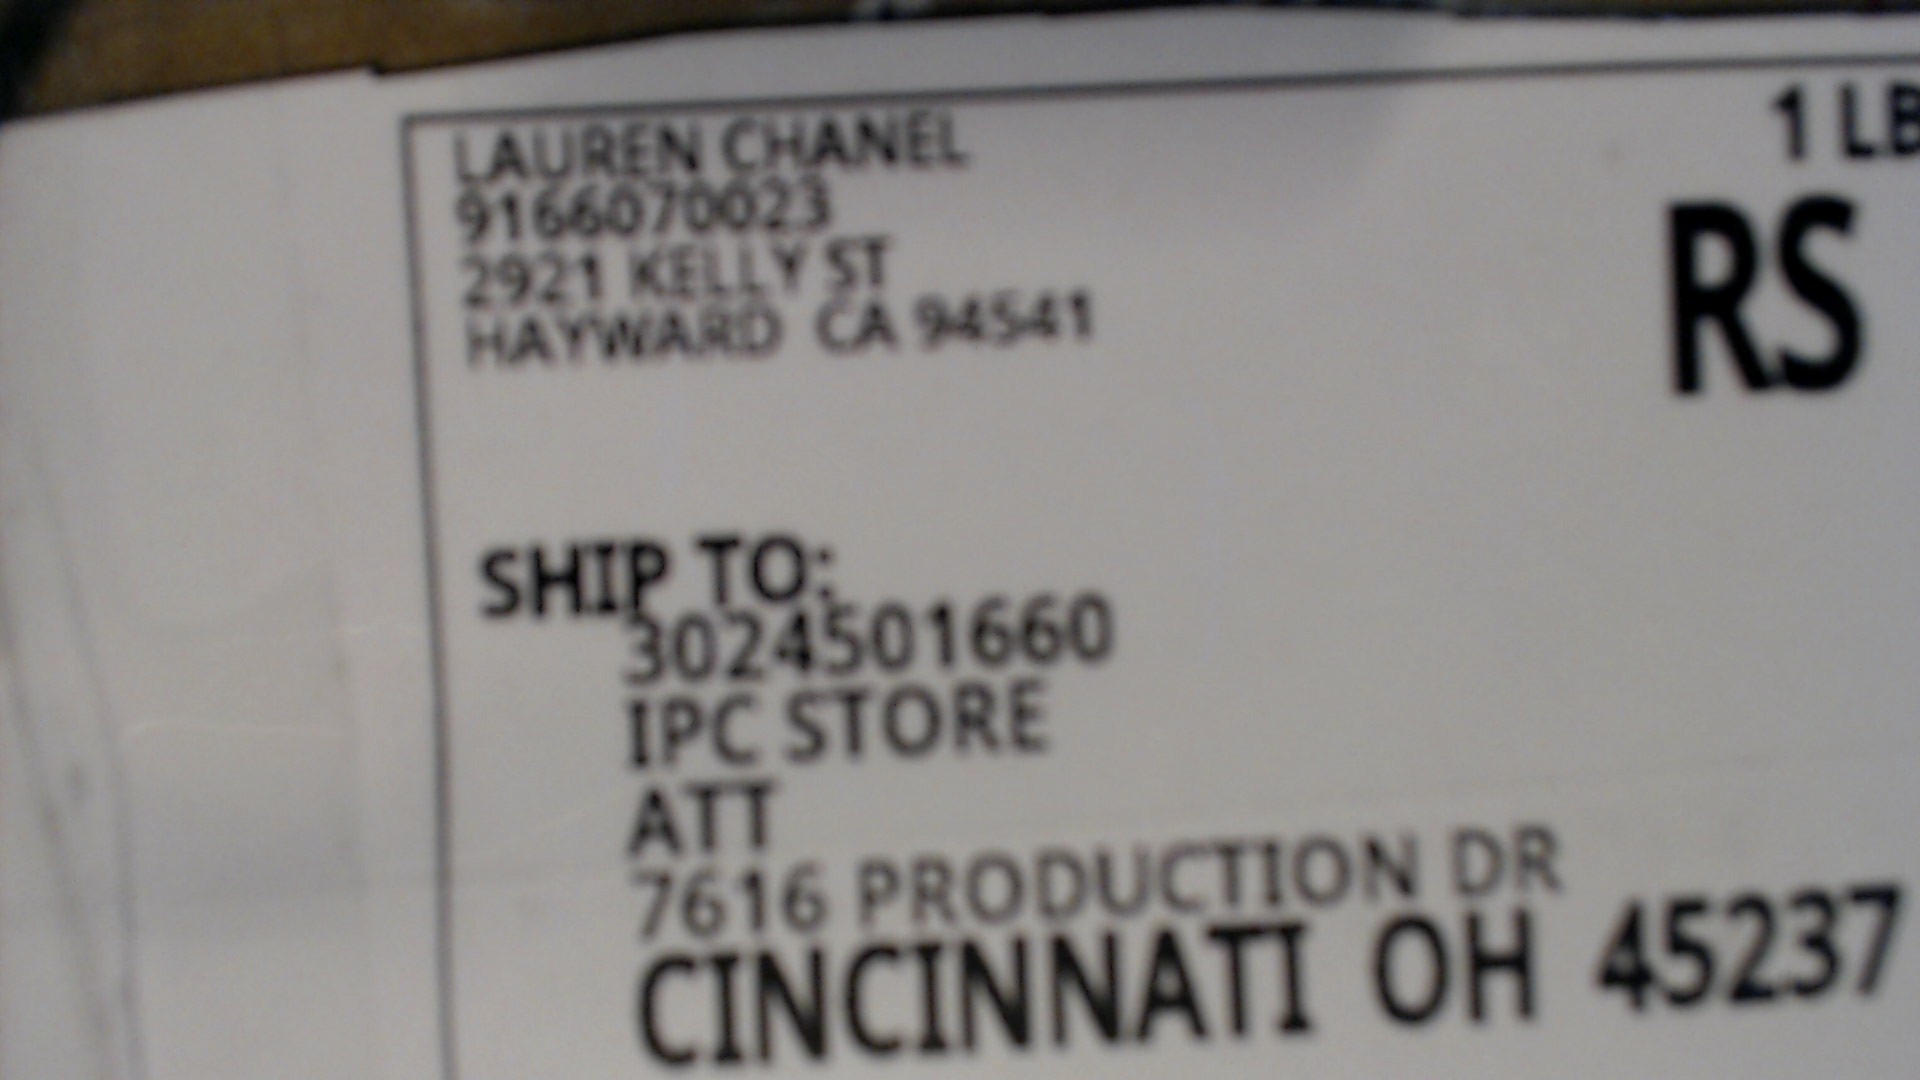 LAUREN CHANEL
9166070023
2921 KELLY ST
HAYWARD CA 94541
1 LB
RS
SHIP TO:
3024501660
IPC STORE
ATT
7616 PRODUCTION DR
CINCINNATI OH 45237